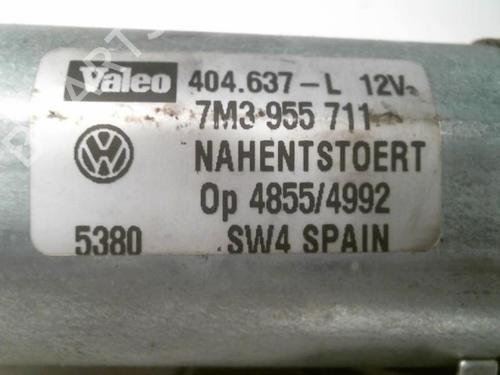 Valeo 404.637-L 12V
7M3 955 711
NAHENTSTOERT
Op 4855/4992
5380 SW4 SPAIN